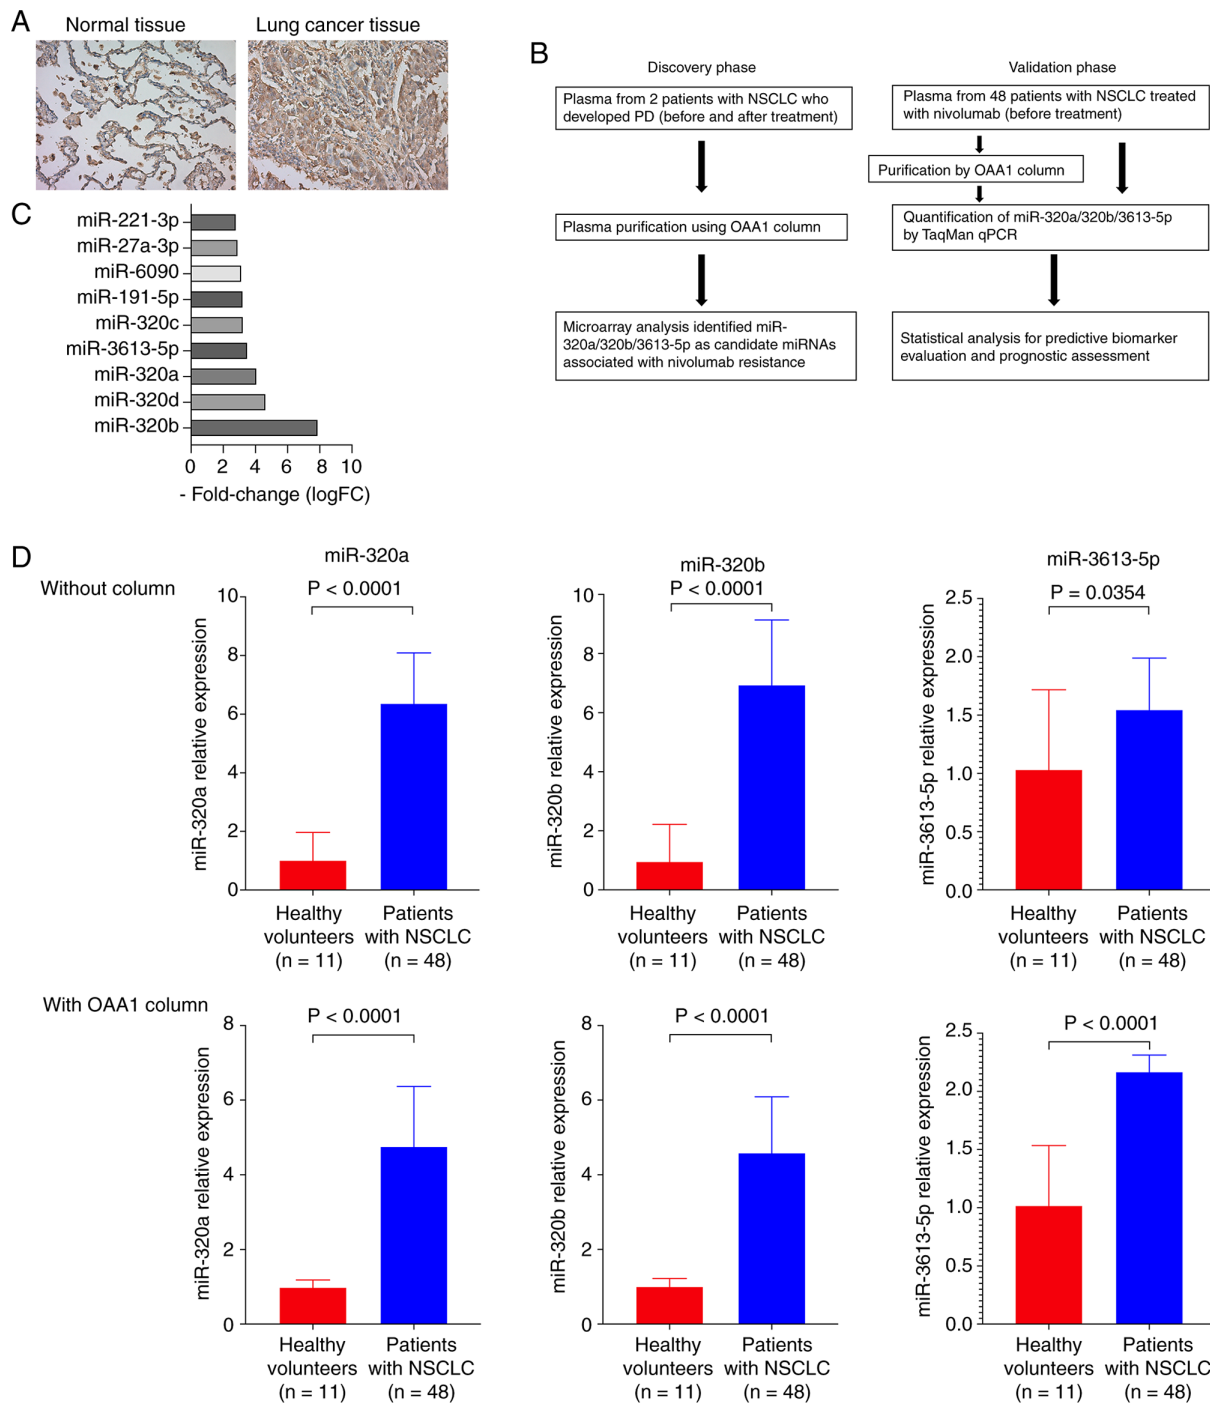 A
Normal tissue
Lung cancer tissue
B
Discovery phase
Plasma from 2 patients with NSCLC who
developed PD (before and after treatment)
Plasma purification using OAA1 column
Microarray analysis identified miR-
320a/320b/3613-5p as candidate miRNAs
associated with nivolumab resistance
Validation phase
Plasma from 48 patients with NSCLC treated
with nivolumab (before treatment)
Purification by OAA1 column
Quantification of miR-320a/320b/3613-5p
by TaqMan qPCR
Statistical analysis for predictive biomarker
evaluation and prognostic assessment
C
miR-221-3p
miR-27a-3p
miR-6090
miR-191-5p
miR-320c
miR-3613-5p
miR-320a
miR-320d
miR-320b
0 2 4 6 8 10
- Fold-change (logFC)
D
Without column
miR-320a
P < 0.0001
miR-320a relative expression
10
8
6
4
2
0
Healthy
volunteers
(n = 11)
Patients
with NSCLC
(n = 48)
miR-320b
P < 0.0001
miR-320b relative expression
10
8
6
4
2
0
Healthy
volunteers
(n = 11)
Patients
with NSCLC
(n = 48)
miR-3613-5p
P = 0.0354
miR-3613-5p relative expression
2.5
2.0
1.5
1.0
0.5
0.0
Healthy
volunteers
(n = 11)
Patients
with NSCLC
(n = 48)
With OAA1 column
P < 0.0001
miR-320a relative expression
8
6
4
2
0
Healthy
volunteers
(n = 11)
Patients
with NSCLC
(n = 48)
P < 0.0001
miR-320b relative expression
8
6
4
2
0
Healthy
volunteers
(n = 11)
Patients
with NSCLC
(n = 48)
P < 0.0001
miR-3613-5p relative expression
2.5
2.0
1.5
1.0
0.5
0.0
Healthy
volunteers
(n = 11)
Patients
with NSCLC
(n = 48)